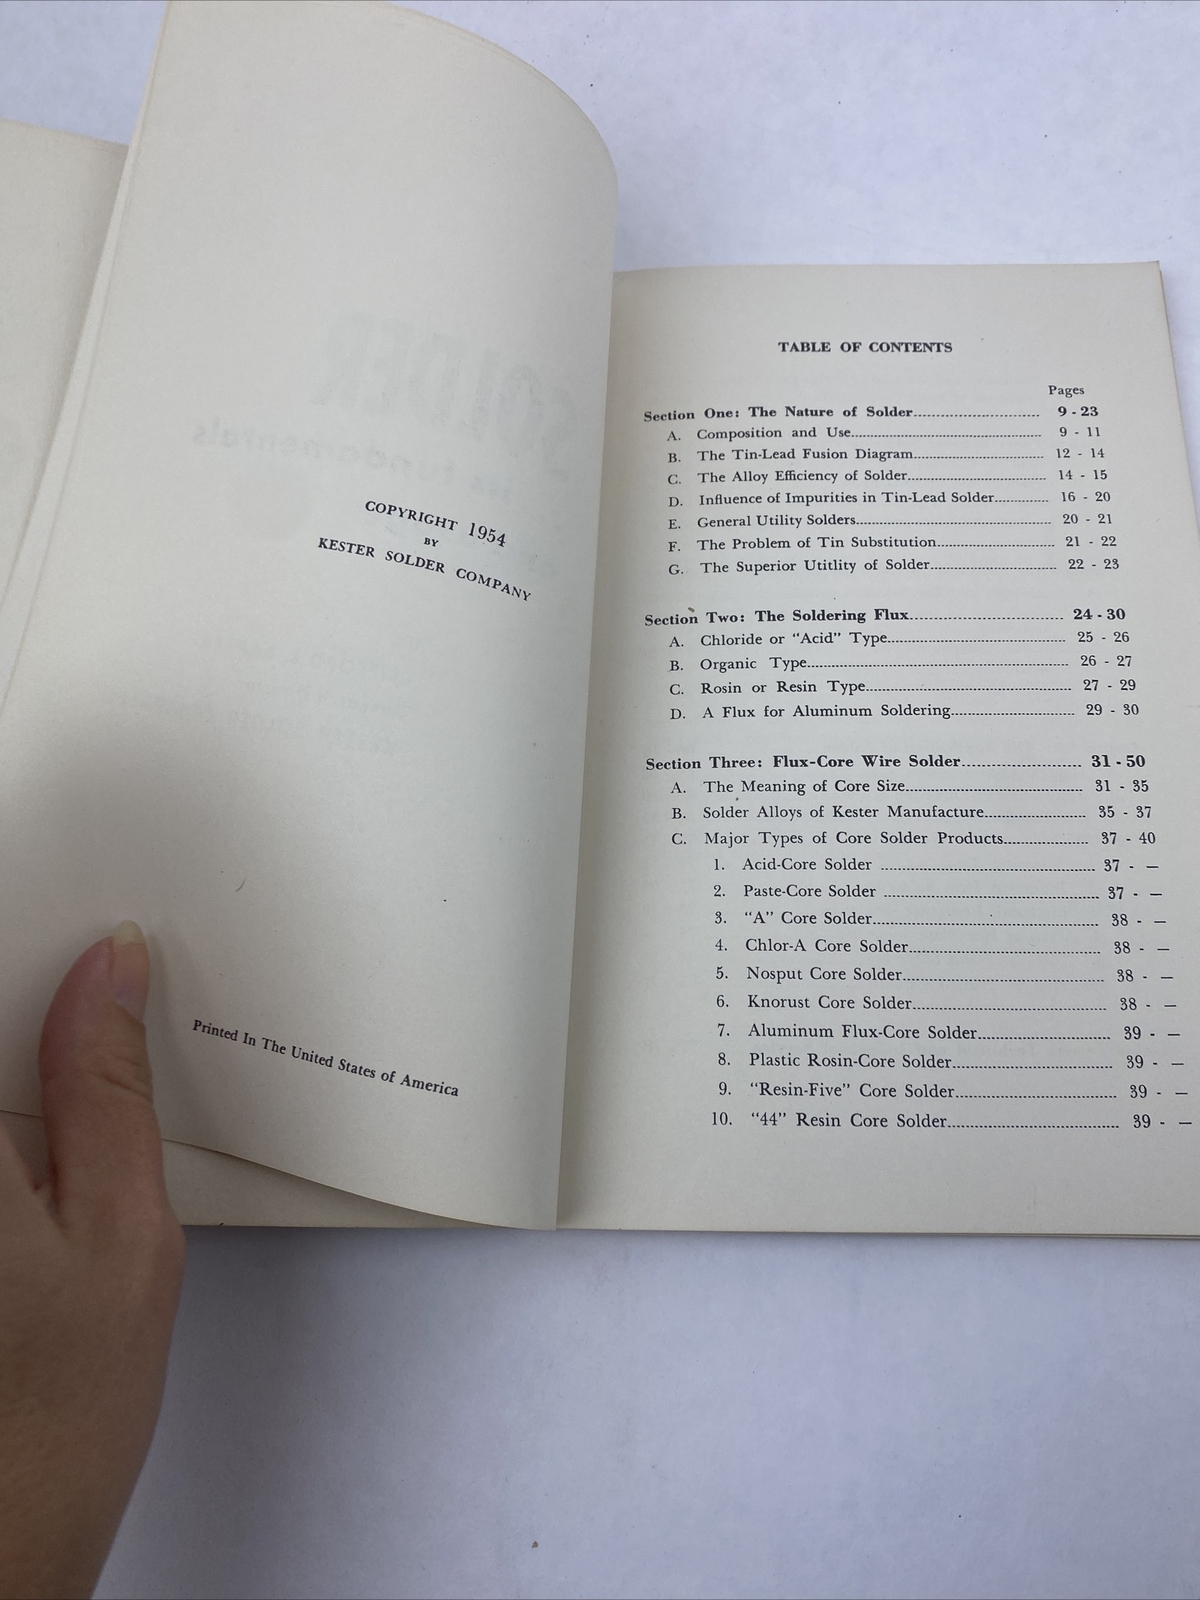 COPYRIGHT 1954
BY
KESTER SOLDER COMPANY
Printed In The United States of America
TABLE OF CONTENTS
Pages
Section One: The Nature of Solder........................... 9 - 23
A. Composition and Use........................... 9 - 11
B. The Tin-Lead Fusion Diagram........................... 12 - 14
C. The Alloy Efficiency of Solder........................... 14 - 15
D. Influence of Impurities in Tin-Lead Solder........................... 16 - 20
E. General Utility Solders........................... 20 - 21
F. The Problem of Tin Substitution........................... 21 - 22
G. The Superior Utitlity of Solder........................... 22 - 23
Section Two: The Soldering Flux........................... 24 - 30
A. Chloride or "Acid" Type........................... 25 - 26
B. Organic Type........................... 26 - 27
C. Rosin or Resin Type........................... 27 - 29
D. A Flux for Aluminum Soldering........................... 29 - 30
Section Three: Flux-Core Wire Solder........................... 31 - 50
A. The Meaning of Core Size........................... 31 - 35
B. Solder Alloys of Kester Manufacture........................... 35 - 37
C. Major Types of Core Solder Products........................... 37 - 40
1. Acid-Core Solder ........................... 37 - —
2. Paste-Core Solder ........................... 37 - —
3. "A" Core Solder........................... 38 - —
4. Chlor-A Core Solder........................... 38 - —
5. Nosput Core Solder........................... 38 - —
6. Knorust Core Solder........................... 38 - —
7. Aluminum Flux-Core Solder........................... 39 - —
8. Plastic Rosin-Core Solder........................... 39 - —
9. "Resin-Five" Core Solder........................... 39 - —
10. "44" Resin Core Solder........................... 39 - —